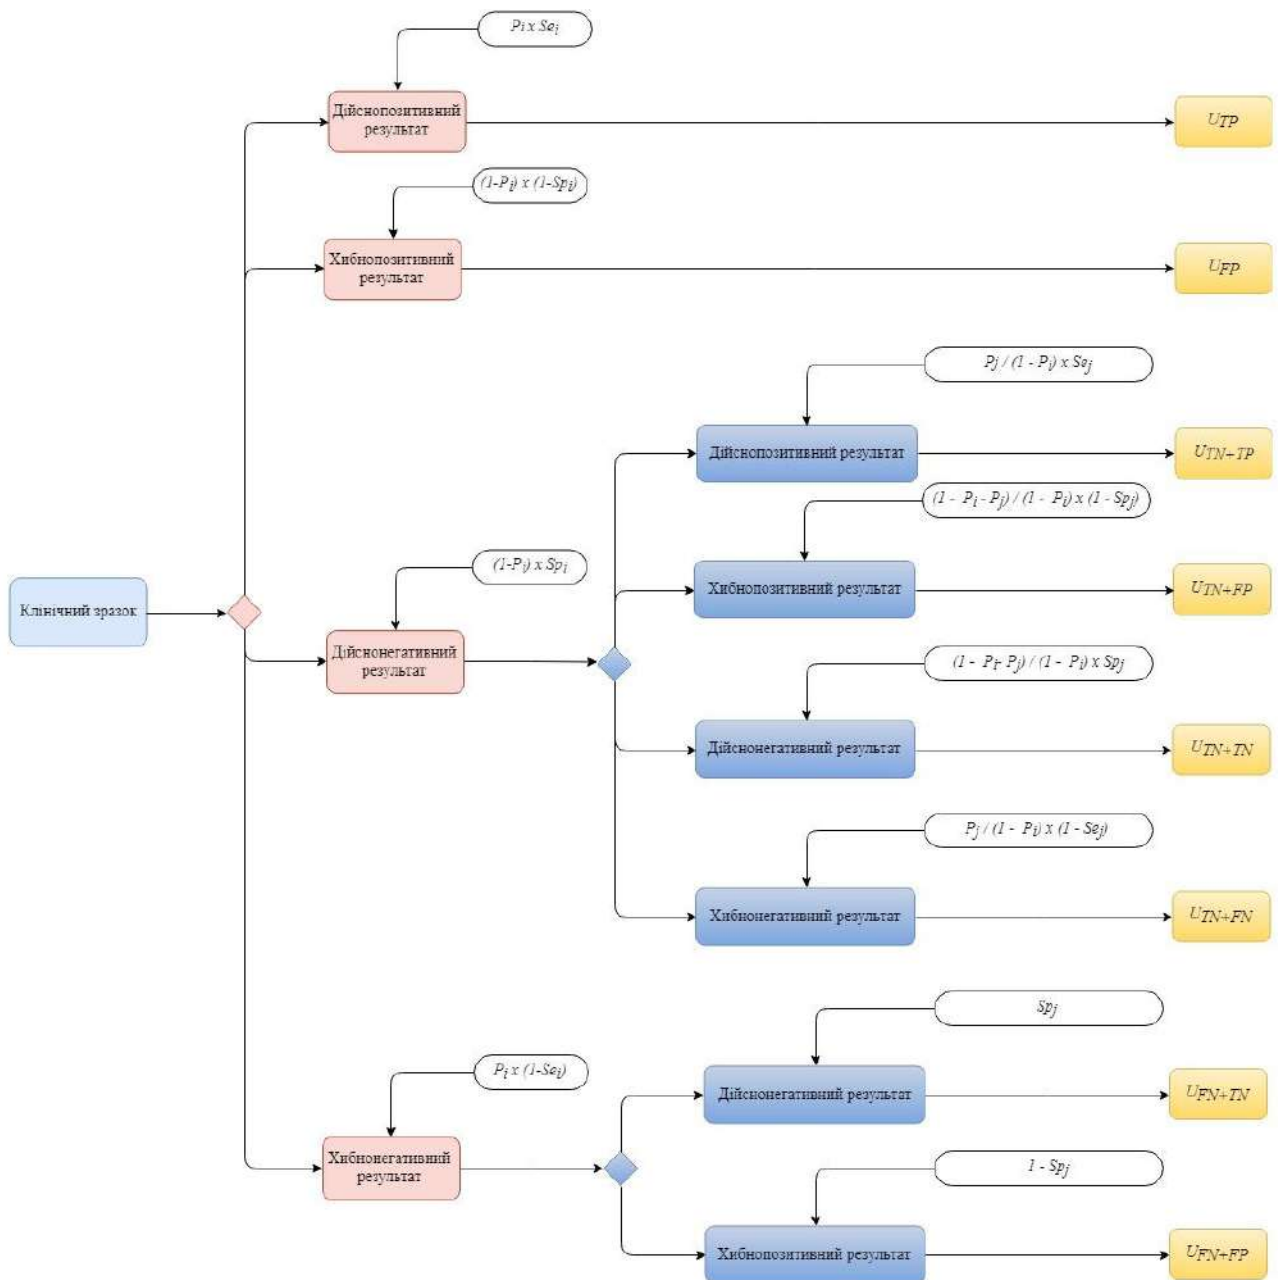 Pi x Sei
Дійснопозитивний
результат
UTP
(1-Pi) x (1-Spi)
Хибнопозитивний
результат
UFP
Pj / (1 - Pi) x Sej
Дійснопозитивний результат
UTN+TP
(1 - Pi - Pj) / (1 - Pi) x (1 - Spj)
(1-Pi) x Spi
Хибнопозитивний результат
UTN+FP
Клінічний зразок
Дійснонегативний
результат
(1 - Pi- Pj) / (1 - Pi) x Spj
Дійснонегативний результат
UTN+TN
Pj / (1 - Pi) x (1 - Sej)
Хибнонегативний результат
UTN+FN
Spj
Pi x (1-Sei)
Дійснонегативний результат
UFN+TN
Хибнонегативний
результат
1 - Spj
Хибнопозитивний результат
UFN+FP